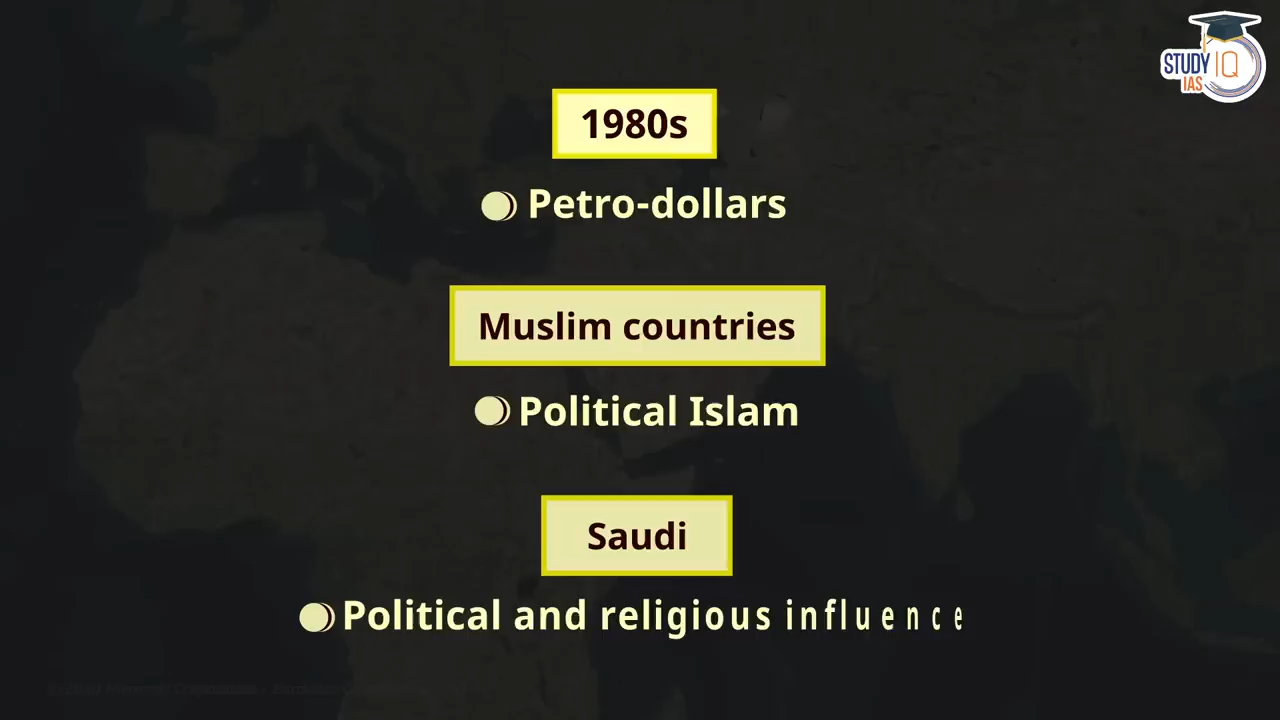 STUDY IQ
IAS
1980s
Petro-dollars
Muslim countries
Political Islam
Saudi
Political and religious influence